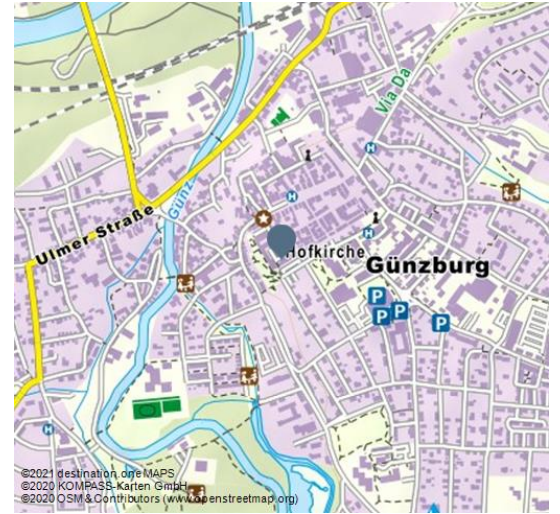 Via Da
Günz
Ulmer Straße
Hofkirche
Günzburg
H
H
H
H
P
P
P
P
©2021 destination.one MAPS
©2020 KOMPASS-Karten GmbH
©2020 OSM & Contributors (www.openstreetmap.org)